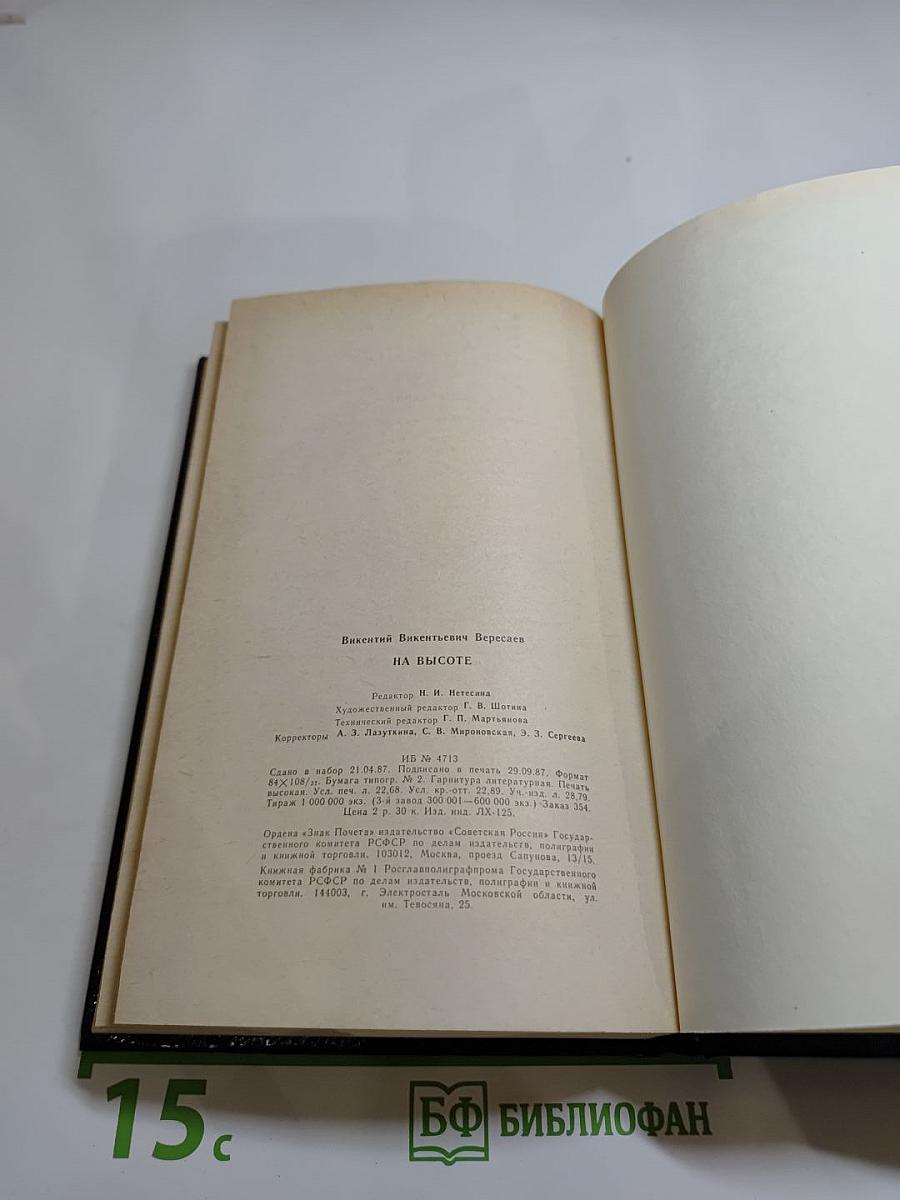 Викентий Викентьевич Вересаев
НА ВЫСОТЕ
Редактор Н. И. Нетесина
Художественный редактор Г. В. Шотина
Технический редактор Г. П. Мартьянова
Корректоры А. З. Лазуткина, С. В. Мироновская, Э. З. Сергеева
ИБ № 4713
Сдано в набор 21.04.87. Подписано в печать 29.09.87. Формат
84×108/32. Бумага типогр. № 2. Гарнитура литературная. Печать
высокая. Усл. печ. л. 22,68. Усл. кр.-отт. 22,89. Уч.-изд. л. 28,79.
Тираж 1 000 000 экз. (3-й завод 300 001—600 000 экз.) Заказ 354.
Цена 2 р. 30 к. Изд. инд. ЛХ-125.
Ордена «Знак Почета» издательство «Советская Россия» Государ-
ственного комитета РСФСР по делам издательств, полиграфии
и книжной торговли. 103012, Москва, проезд Сапунова, 13/15.
Книжная фабрика № 1 Росглавполиграфпрома Государственного
комитета РСФСР по делам издательств, полиграфии и книжной
торговли. 144003, г. Электросталь Московской области, ул.
им. Тевосяна, 25.
15 с
БФ БИБЛИОФАН